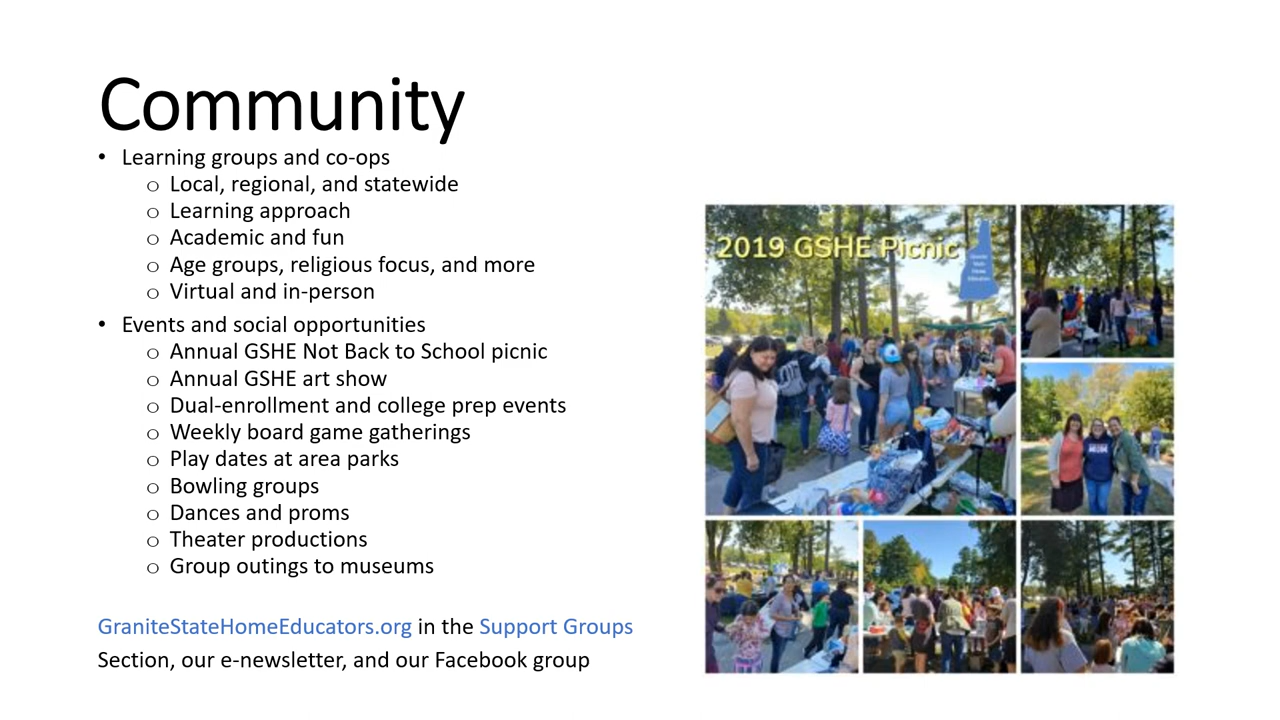 Community
• Learning groups and co-ops
o Local, regional, and statewide
o Learning approach
o Academic and fun
o Age groups, religious focus, and more
o Virtual and in-person
• Events and social opportunities
o Annual GSHE Not Back to School picnic
o Annual GSHE art show
o Dual-enrollment and college prep events
o Weekly board game gatherings
o Play dates at area parks
o Bowling groups
o Dances and proms
o Theater productions
o Group outings to museums
GraniteStateHomeEducators.org in the Support Groups
Section, our e-newsletter, and our Facebook group
2019 GSHE Picnic
Granite
State
Home
Educators